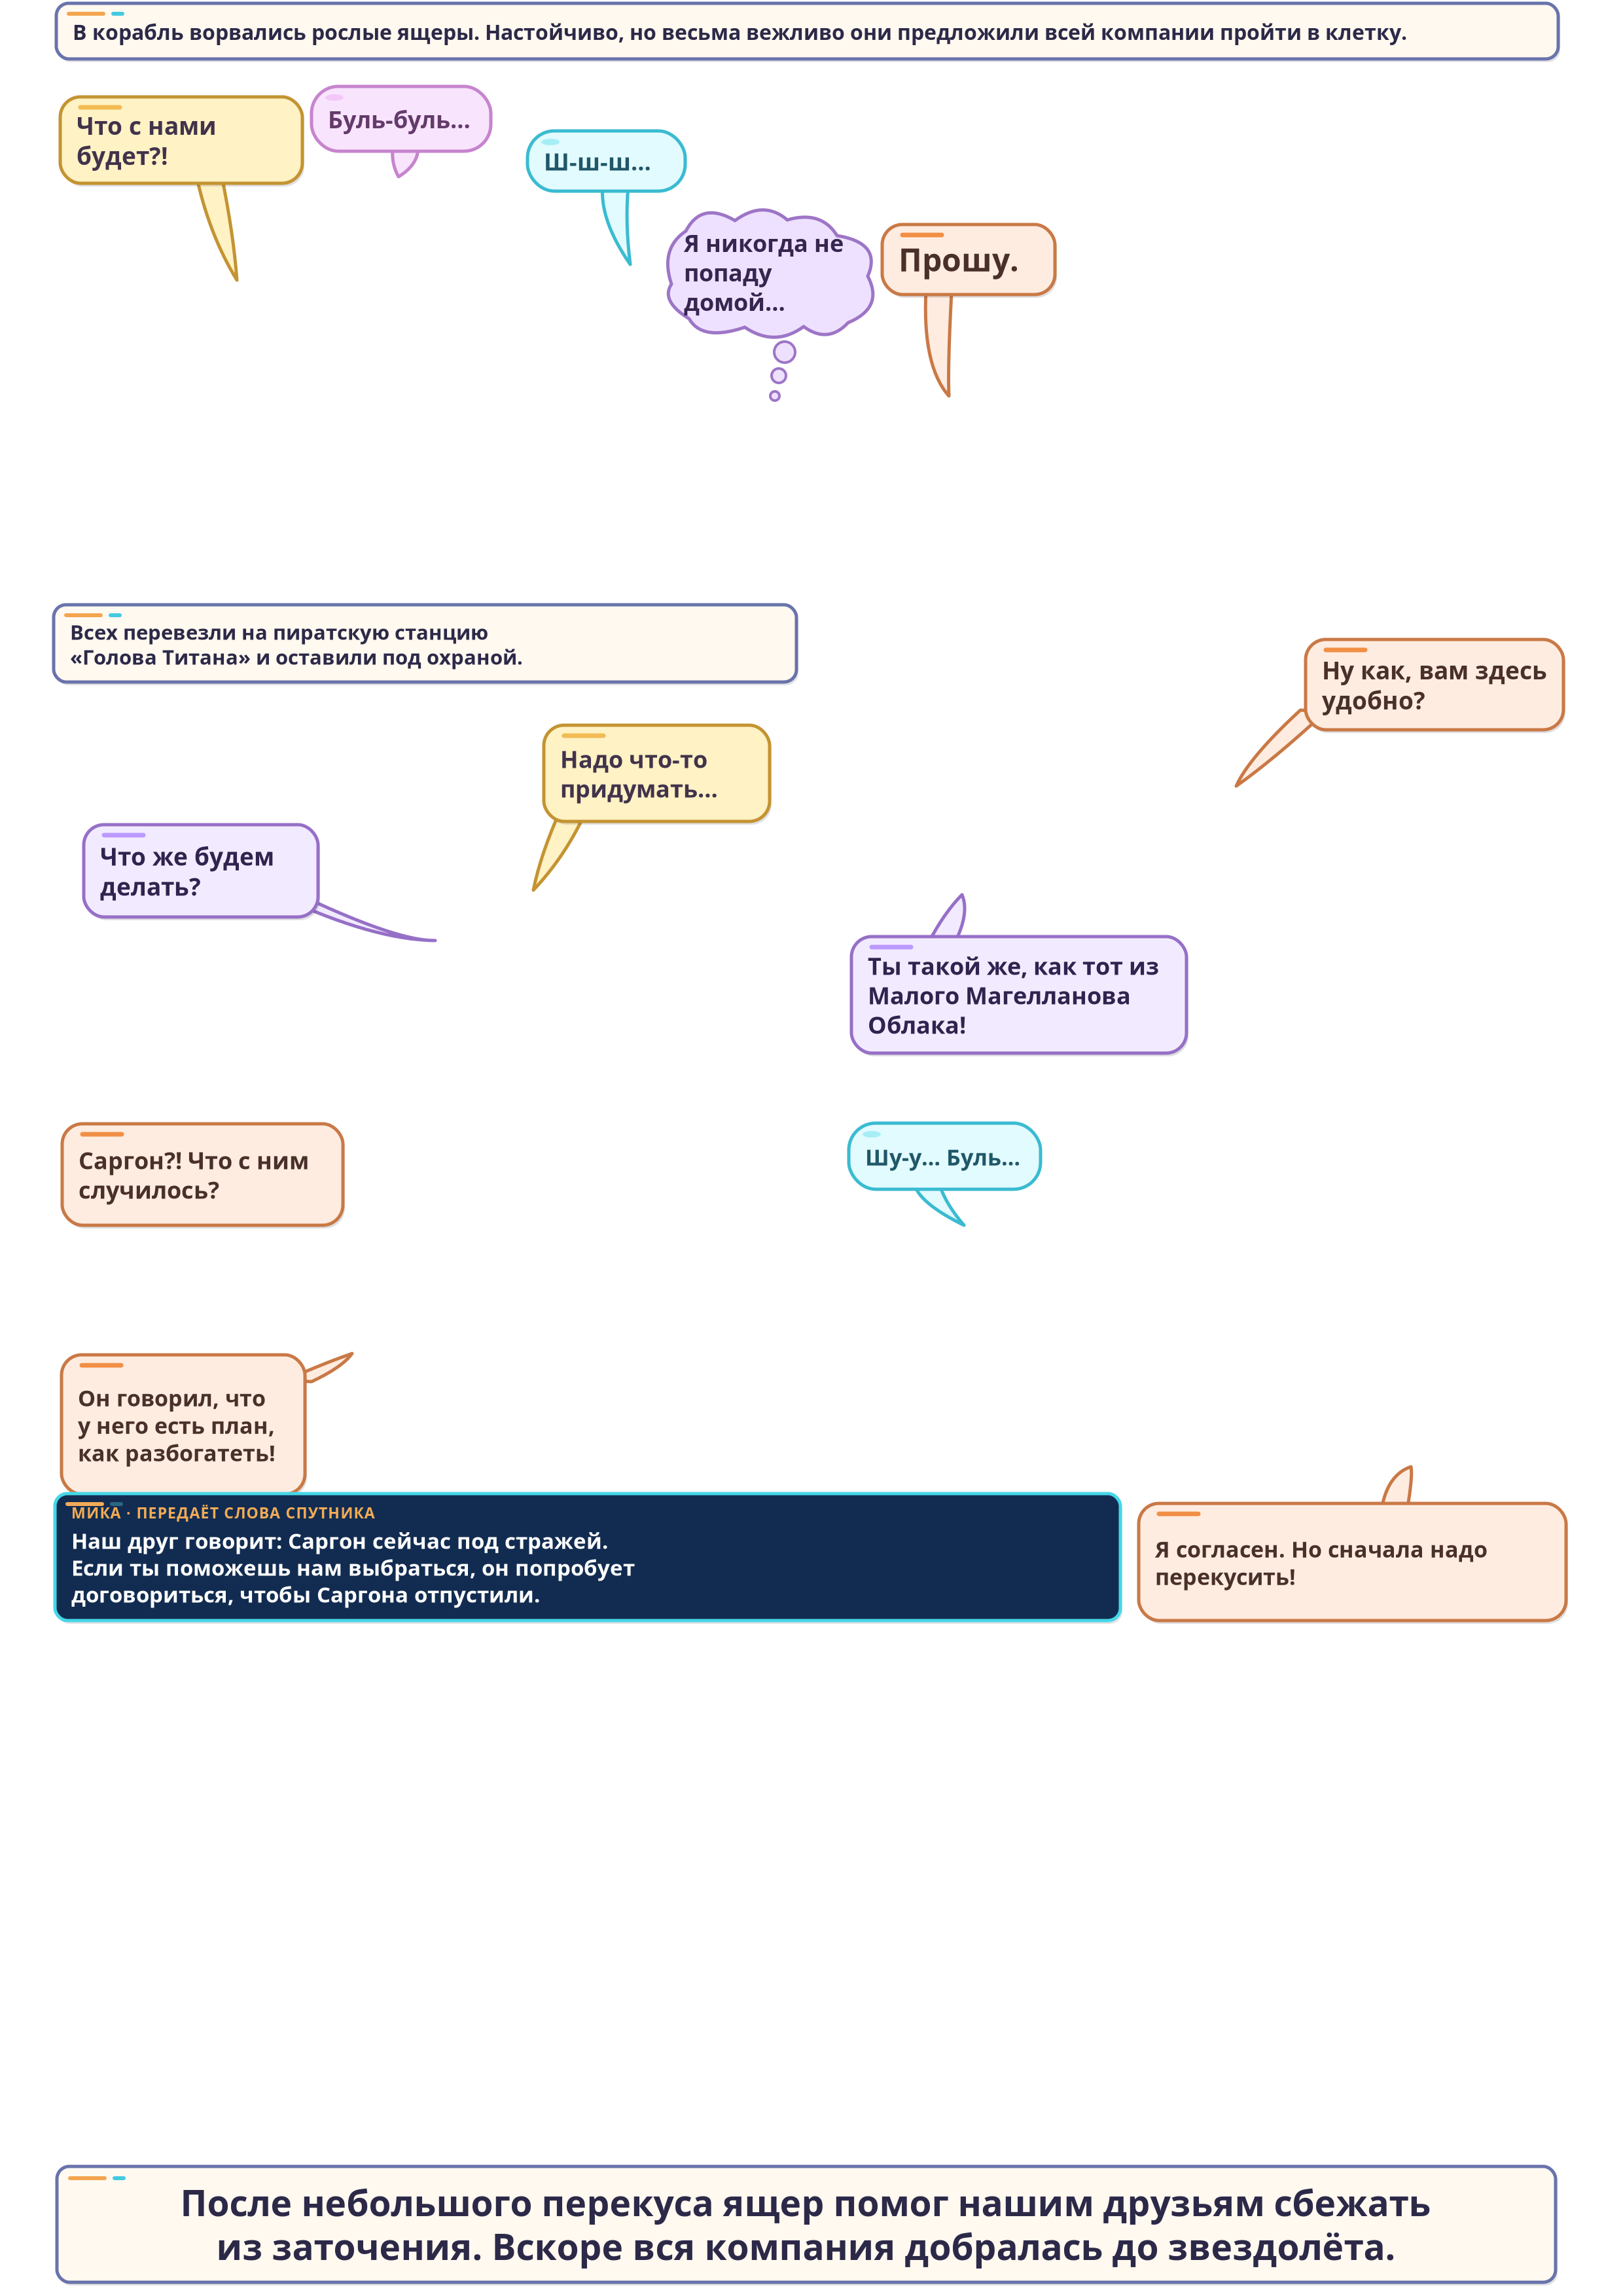 В корабль ворвались рослые ящеры. Настойчиво, но весьма вежливо они предложили всей компании пройти в клетку.
Что с нами
будет?!
Буль-буль...
Ш-ш-ш...
Я никогда не
попаду
домой...
Прошу.
Всех перевезли на пиратскую станцию
«Голова Титана» и оставили под охраной.
Ну как, вам здесь
удобно?
Надо что-то
придумать...
Что же будем
делать?
Ты такой же, как тот из
Малого Магелланова
Облака!
Саргон?! Что с ним
случилось?
Шу-у... Буль...
Он говорил, что
у него есть план,
как разбогатеть!
МИКА · ПЕРЕДАЁТ СЛОВА СПУТНИКА
Наш друг говорит: Саргон сейчас под стражей.
Если ты поможешь нам выбраться, он попробует
договориться, чтобы Саргона отпустили.
Я согласен. Но сначала надо
перекусить!
После небольшого перекуса ящер помог нашим друзьям сбежать
из заточения. Вскоре вся компания добралась до звездолёта.